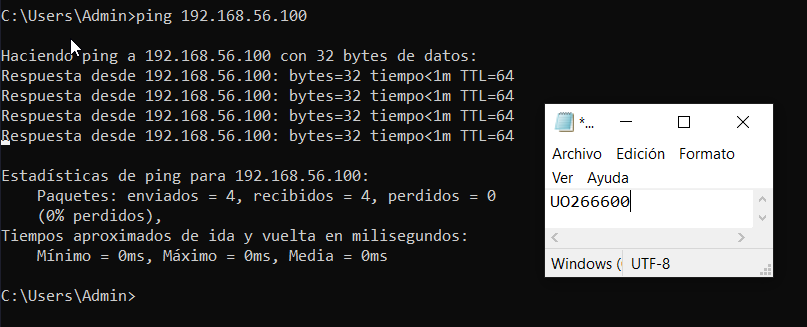 C:\Users\Admin>ping 192.168.56.100
Haciendo ping a 192.168.56.100 con 32 bytes de datos:
Respuesta desde 192.168.56.100: bytes=32 tiempo<1m TTL=64
Respuesta desde 192.168.56.100: bytes=32 tiempo<1m TTL=64
Respuesta desde 192.168.56.100: bytes=32 tiempo<1m TTL=64
Respuesta desde 192.168.56.100: bytes=32 tiempo<1m TTL=64
Estadísticas de ping para 192.168.56.100:
    Paquetes: enviados = 4, recibidos = 4, perdidos = 0
    (0% perdidos),
Tiempos aproximados de ida y vuelta en milisegundos:
    Mínimo = 0ms, Máximo = 0ms, Media = 0ms
C:\Users\Admin>
*...
Archivo Edición Formato
Ver Ayuda
UO266600
Windows ( UTF-8